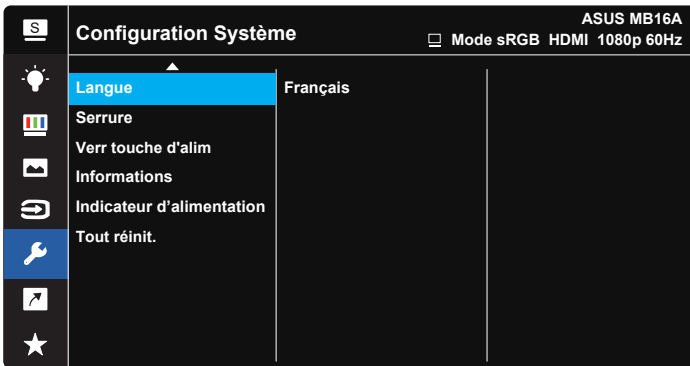 S
Configuration Système
ASUS MB16A
Mode sRGB HDMI 1080p 60Hz
Langue
Français
Serrure
Verr touche d'alim
Informations
Indicateur d’alimentation
Tout réinit.